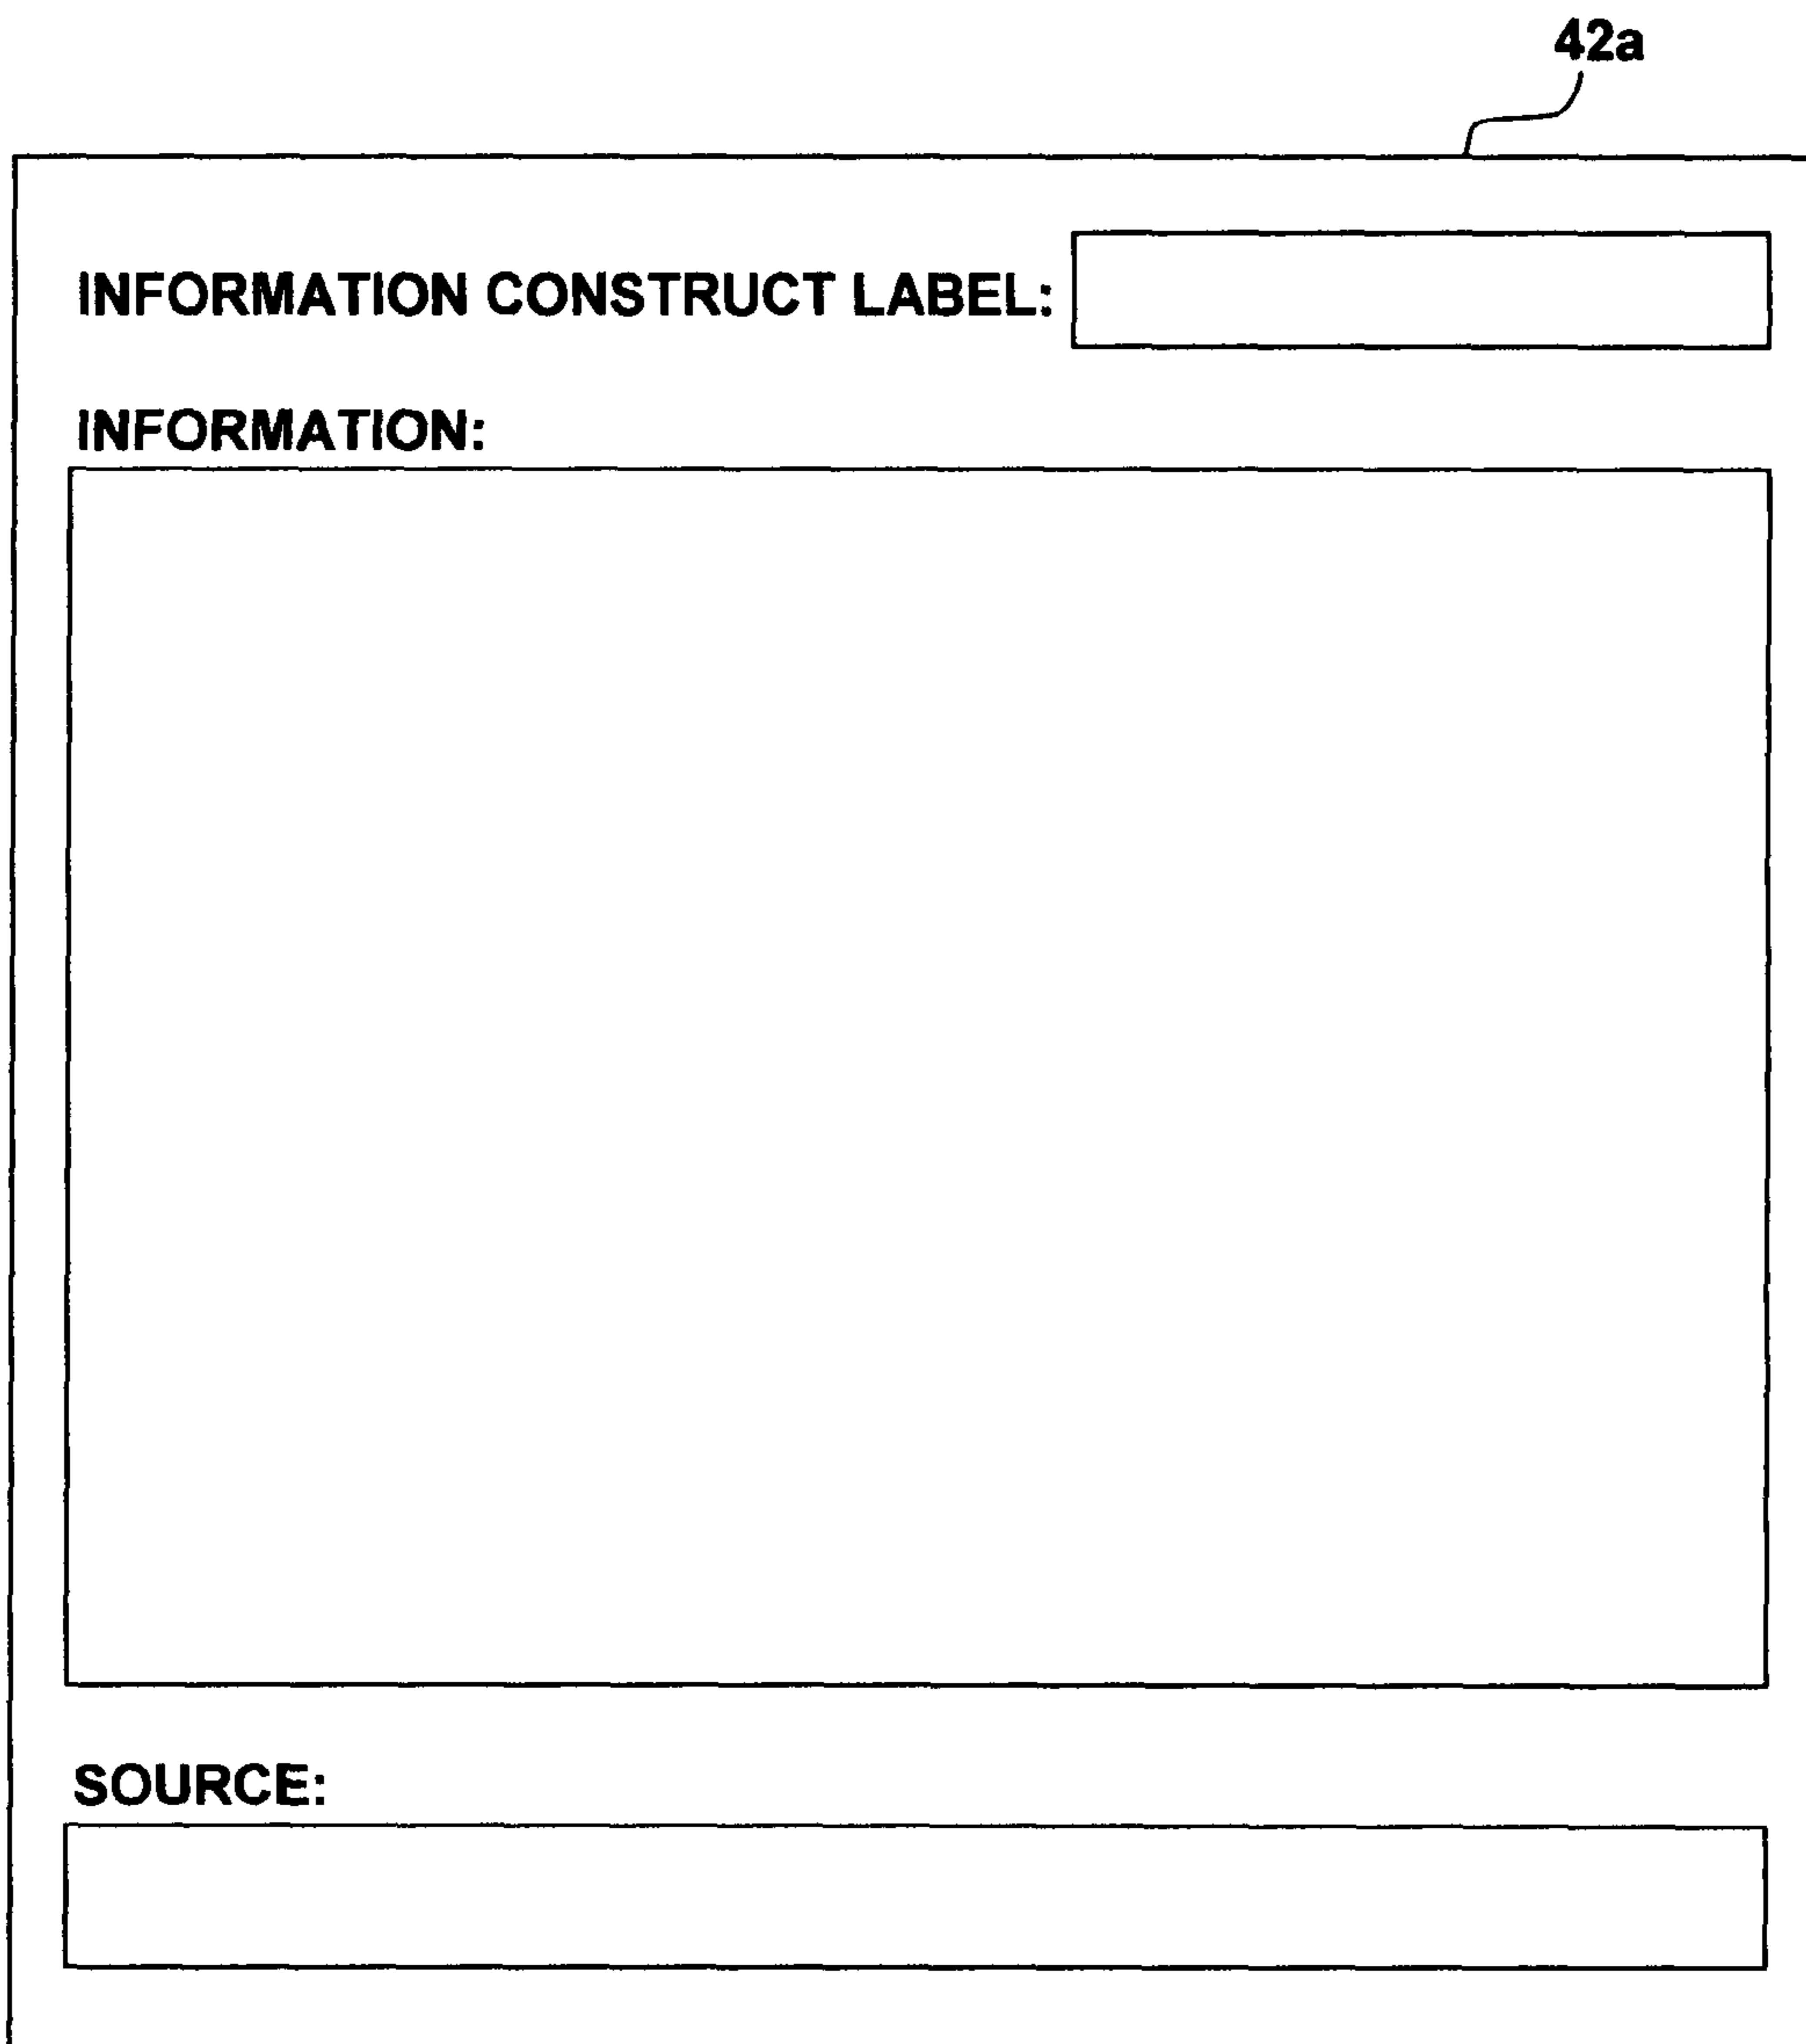 42a
INFORMATION CONSTRUCT LABEL:
INFORMATION:
SOURCE: